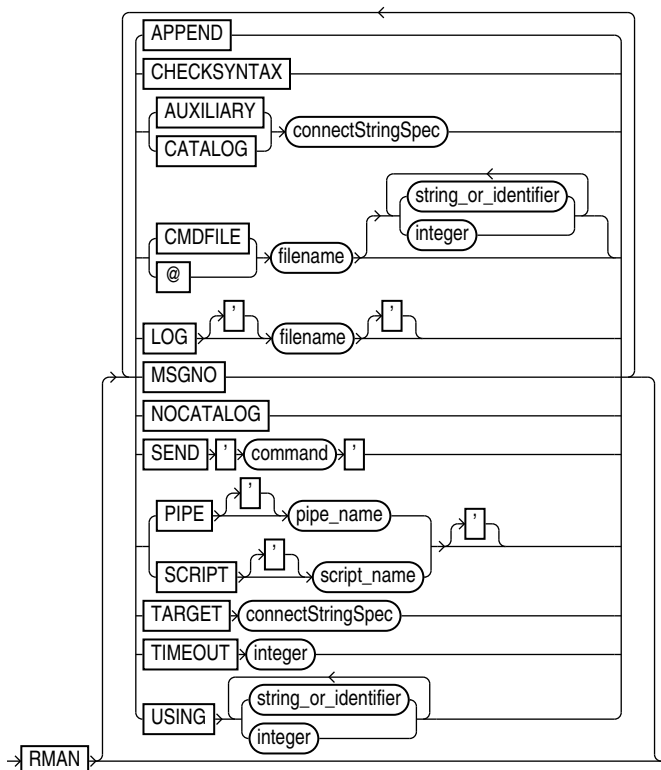 APPEND
CHECKSYNTAX
AUXILIARY
CATALOG
connectStringSpec
CMDFILE
@
filename
string_or_identifier
integer
LOG ' filename '
MSGNO
NOCATALOG
SEND ' command '
PIPE ' pipe_name
SCRIPT ' script_name
'
TARGET connectStringSpec
TIMEOUT integer
USING
string_or_identifier
integer
RMAN